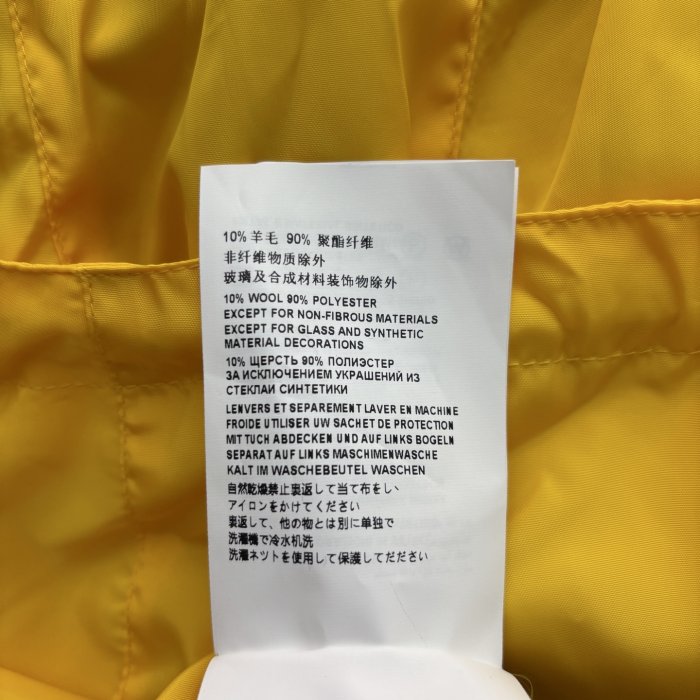 10% 羊毛 90% 聚酯纤维
非纤维物质除外
玻璃及合成材料装饰物除外
10% WOOL 90% POLYESTER
EXCEPT FOR NON-FIBROUS MATERIALS
EXCEPT FOR GLASS AND SYNTHETIC
MATERIAL DECORATIONS
10% ЩЕРСТЬ 90% ПОЛИЭСТЕР
ЗА ИСКЛЮЧЕНИЕМ УКРАШЕНИЙ ИЗ
СТЕКЛАИ СИНТЕТИКИ
LENVERS ET SEPAREMENT LAVER EN MACHINE
FROIDE UTILISER UW SACHET DE PROTECTION
MIT TUCH ABDECKEN UND AUF LINKS BOGELN
SEPARAT AUF LINKS MASCHIMENWASCHE
KALT IM WASCHEBEUTEL WASCHEN
自然乾燥禁止裏返して当て布をし、
アイロンをかけてください
裏返して、他の物とは別に单独で
洗濯機で冷水机洗
洗濯ネットを使用して保護してだださい